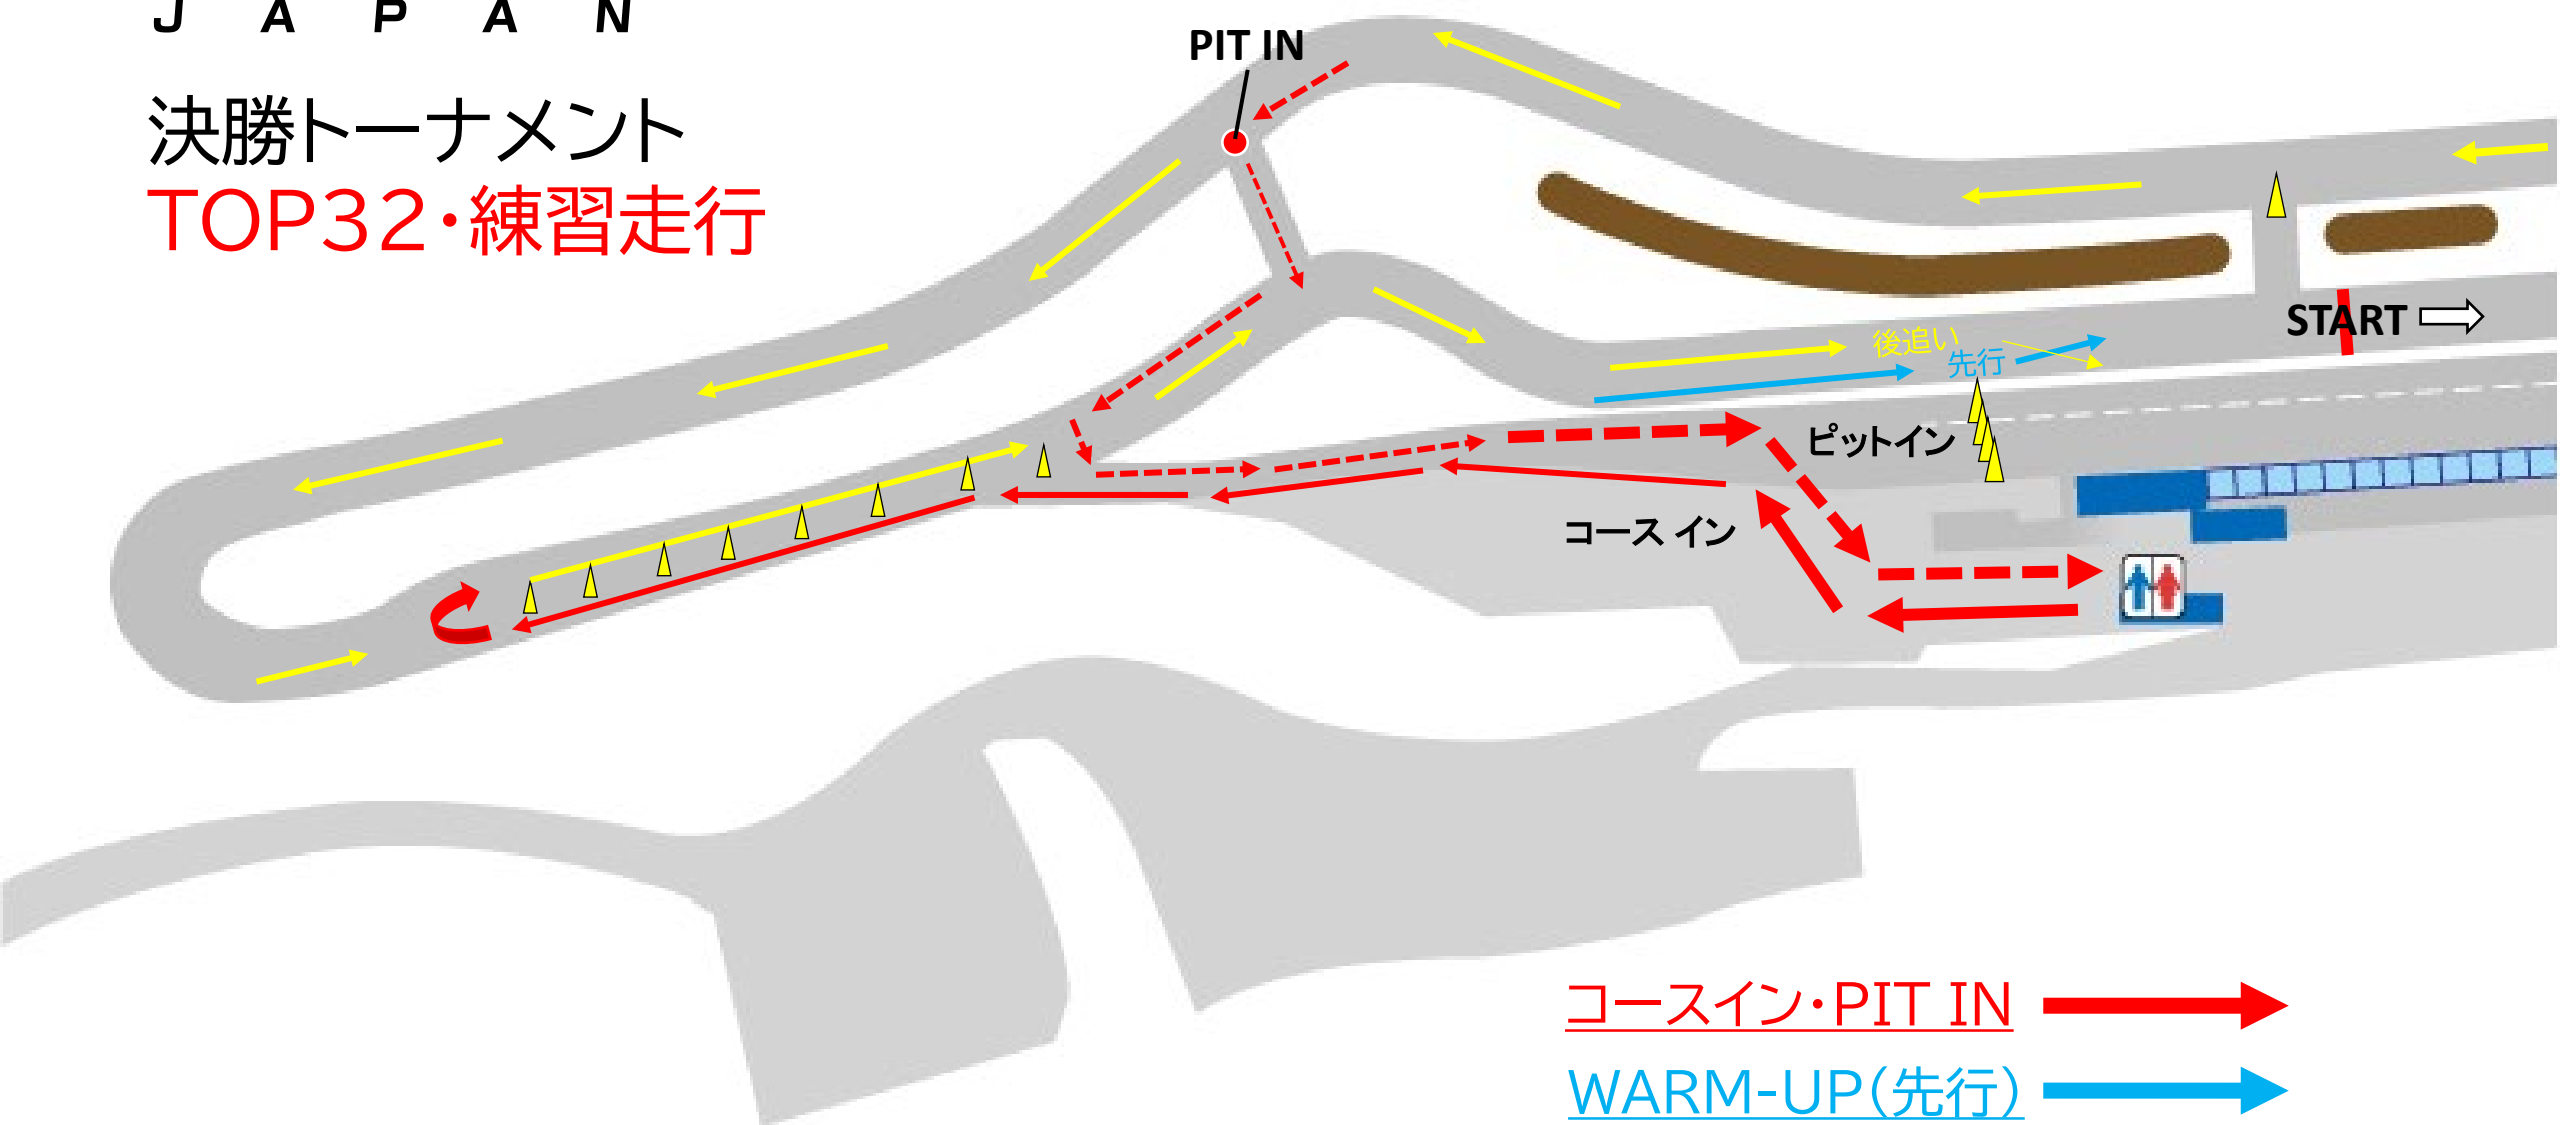 J A P A N
決勝トーナメント
TOP32・練習走行
PIT IN
START
後追い
先行
ピットイン
コース イン
コースイン・PIT IN
WARM-UP(先行)